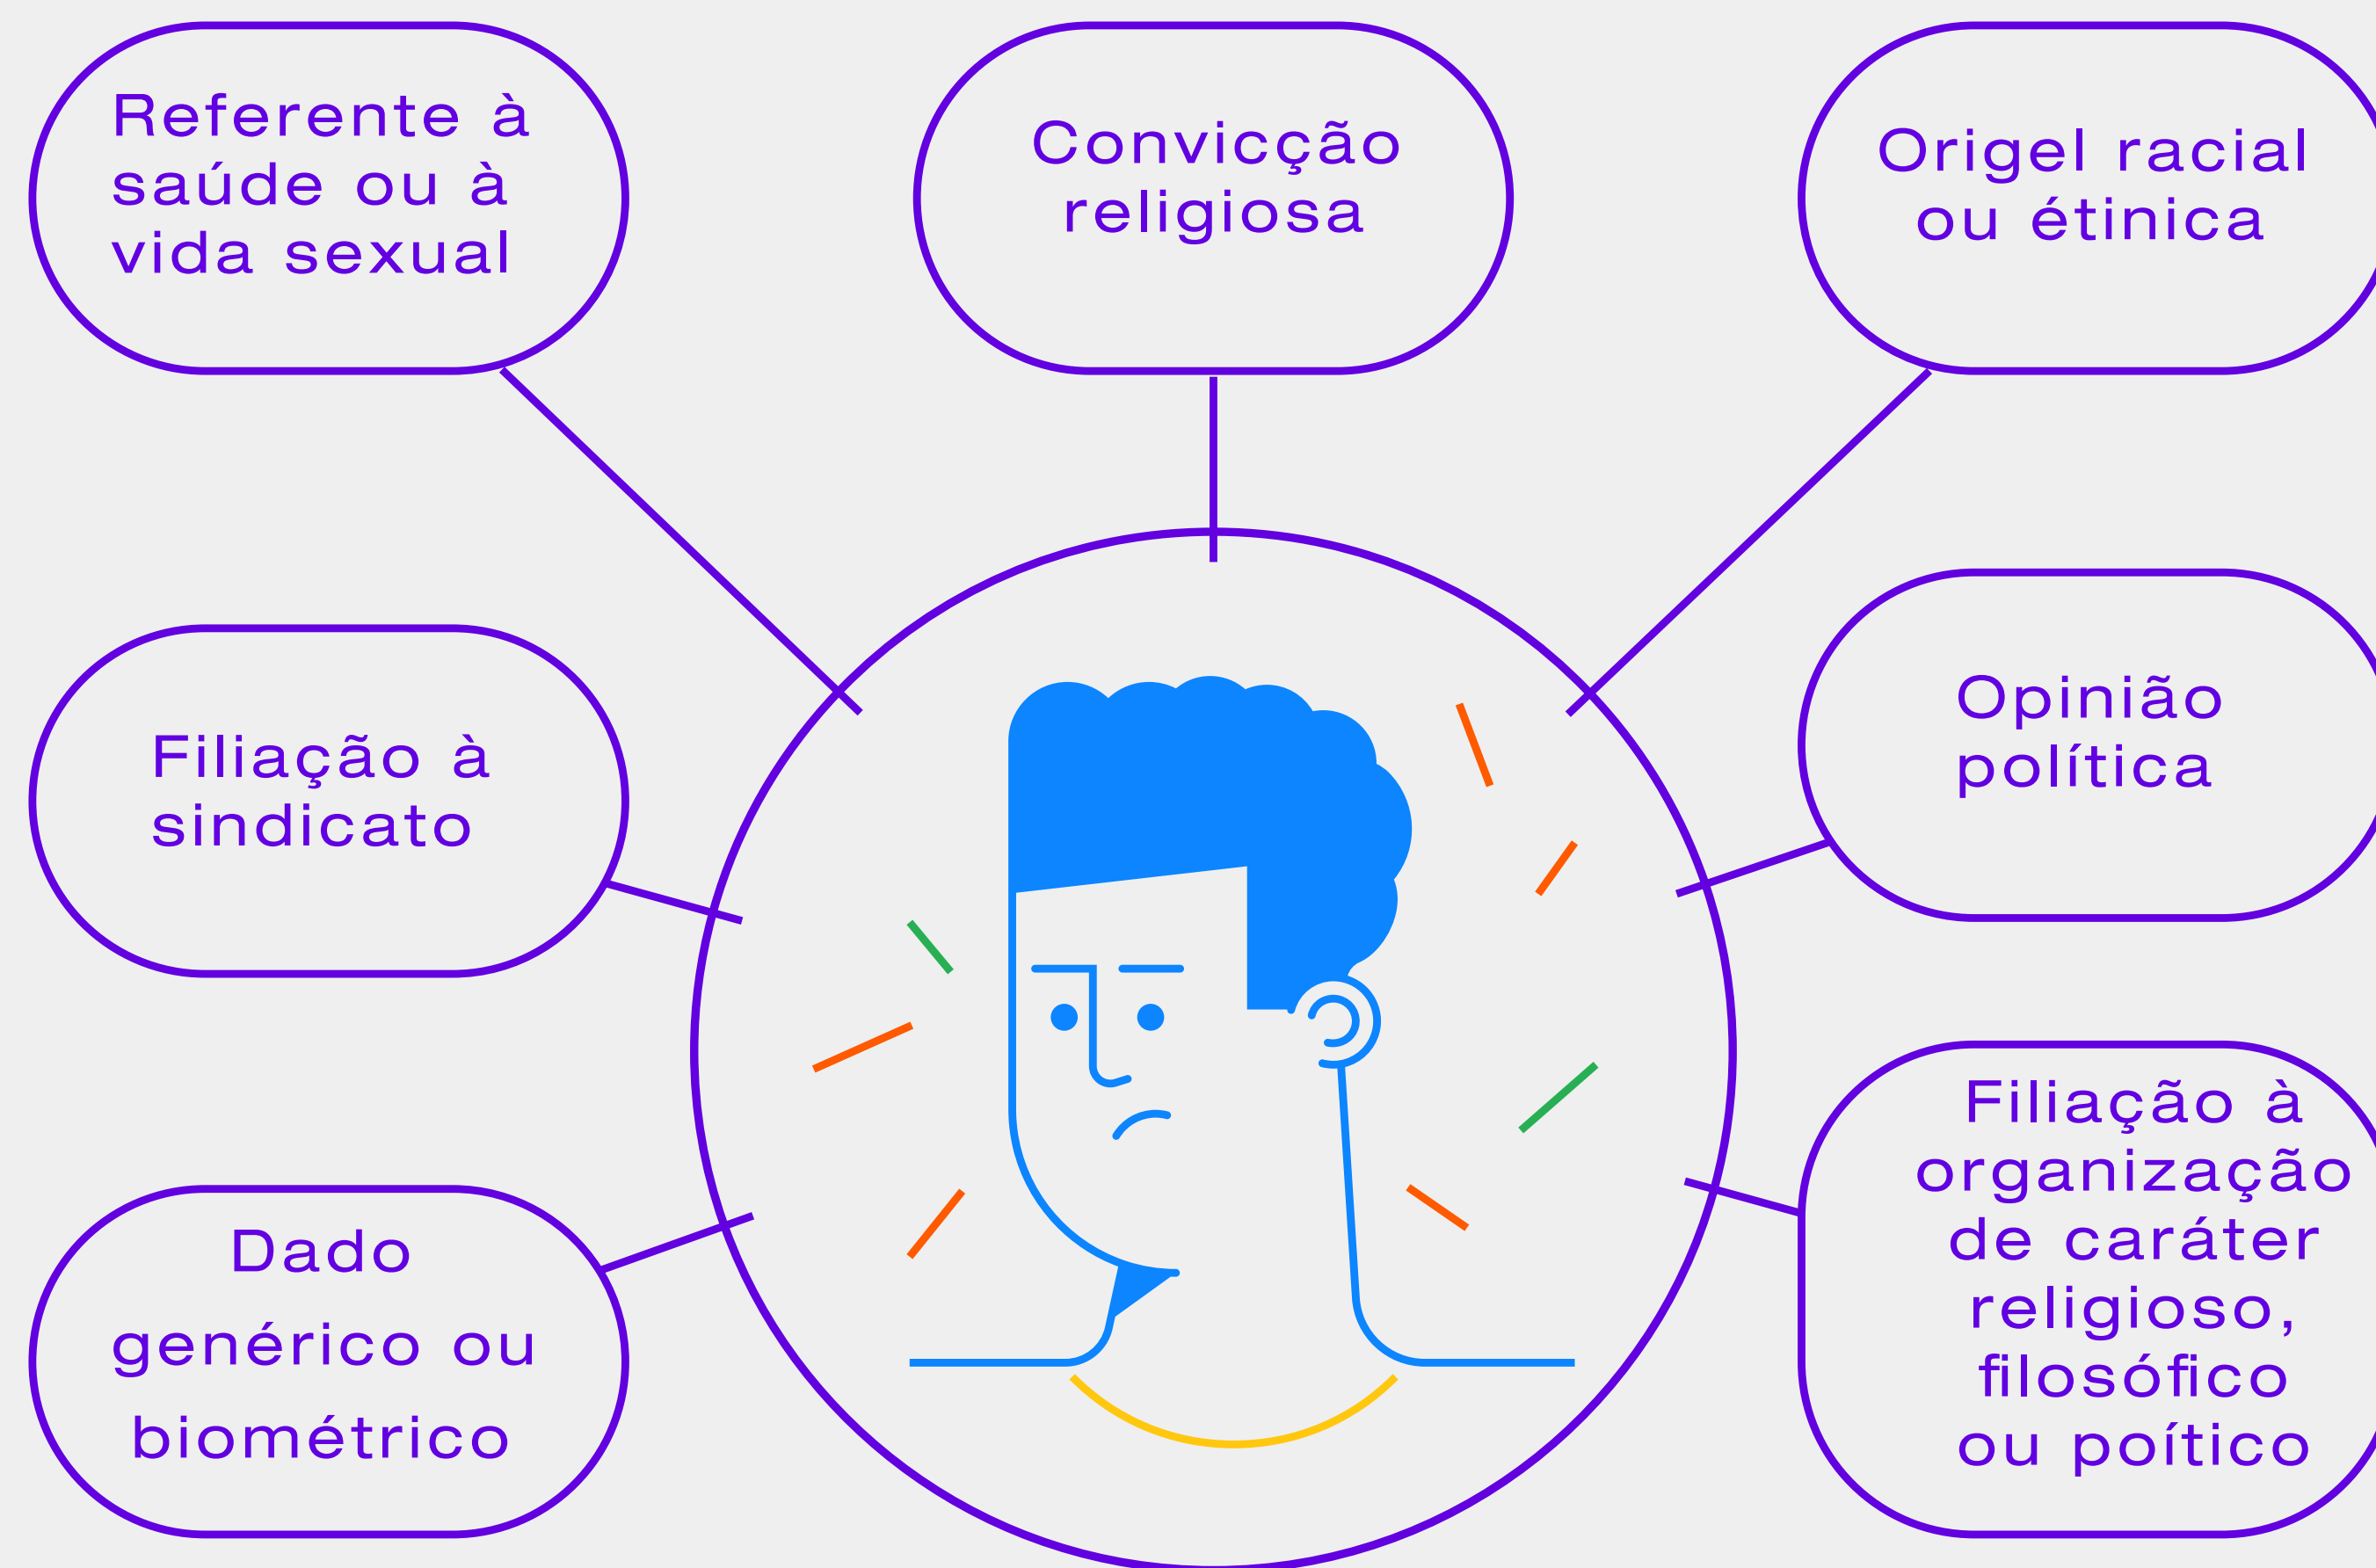 Referente à
saúde ou à
vida sexual
Convicção
religiosa
Origel racial
ou étinica
Filiação à
sindicato
Opinião
política
Dado
genérico ou
biométrico
Filiação à
organização
de caráter
religioso,
filosófico
ou poítico